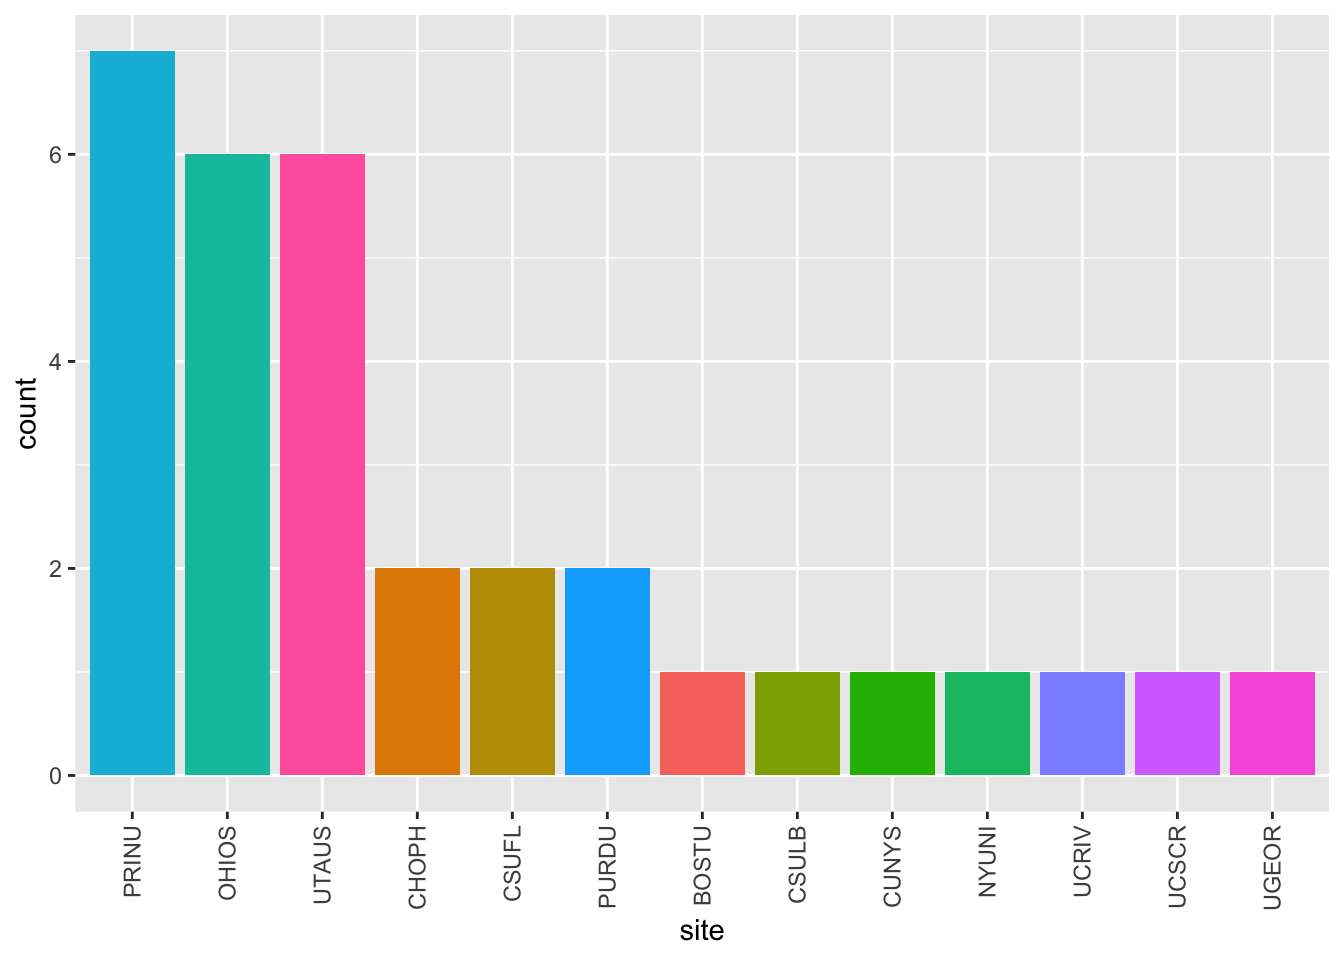 count
6
4
2
0
PRINU
OHIOS
UTAUS
CHOPH
CSUFL
PURDU
BOSTU
CSULB
CUNYS
NYUNI
UCRIV
UCSCR
UGEOR
site